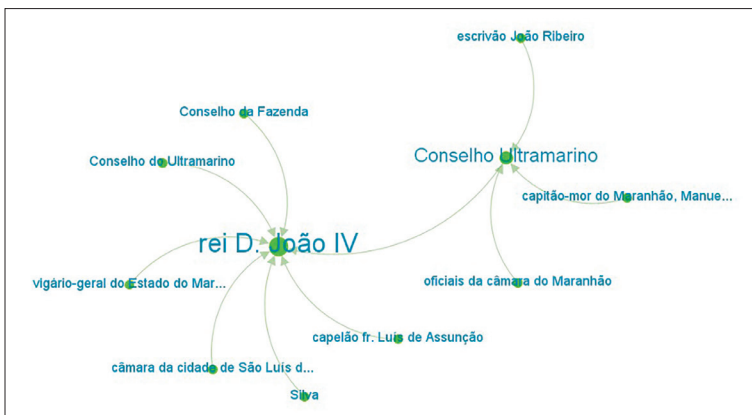 escrivão João Ribeiro
Conselho da Fazenda
Conselho do Ultramarino
Conselho Ultramarino
capitão-mor do Maranhão, Manue...
rei D. João IV
vigário-geral do Estado do Mar...
oficiais da câmara do Maranhão
capelão fr. Luís de Assunção
câmara da cidade de São Luís d...
Silva